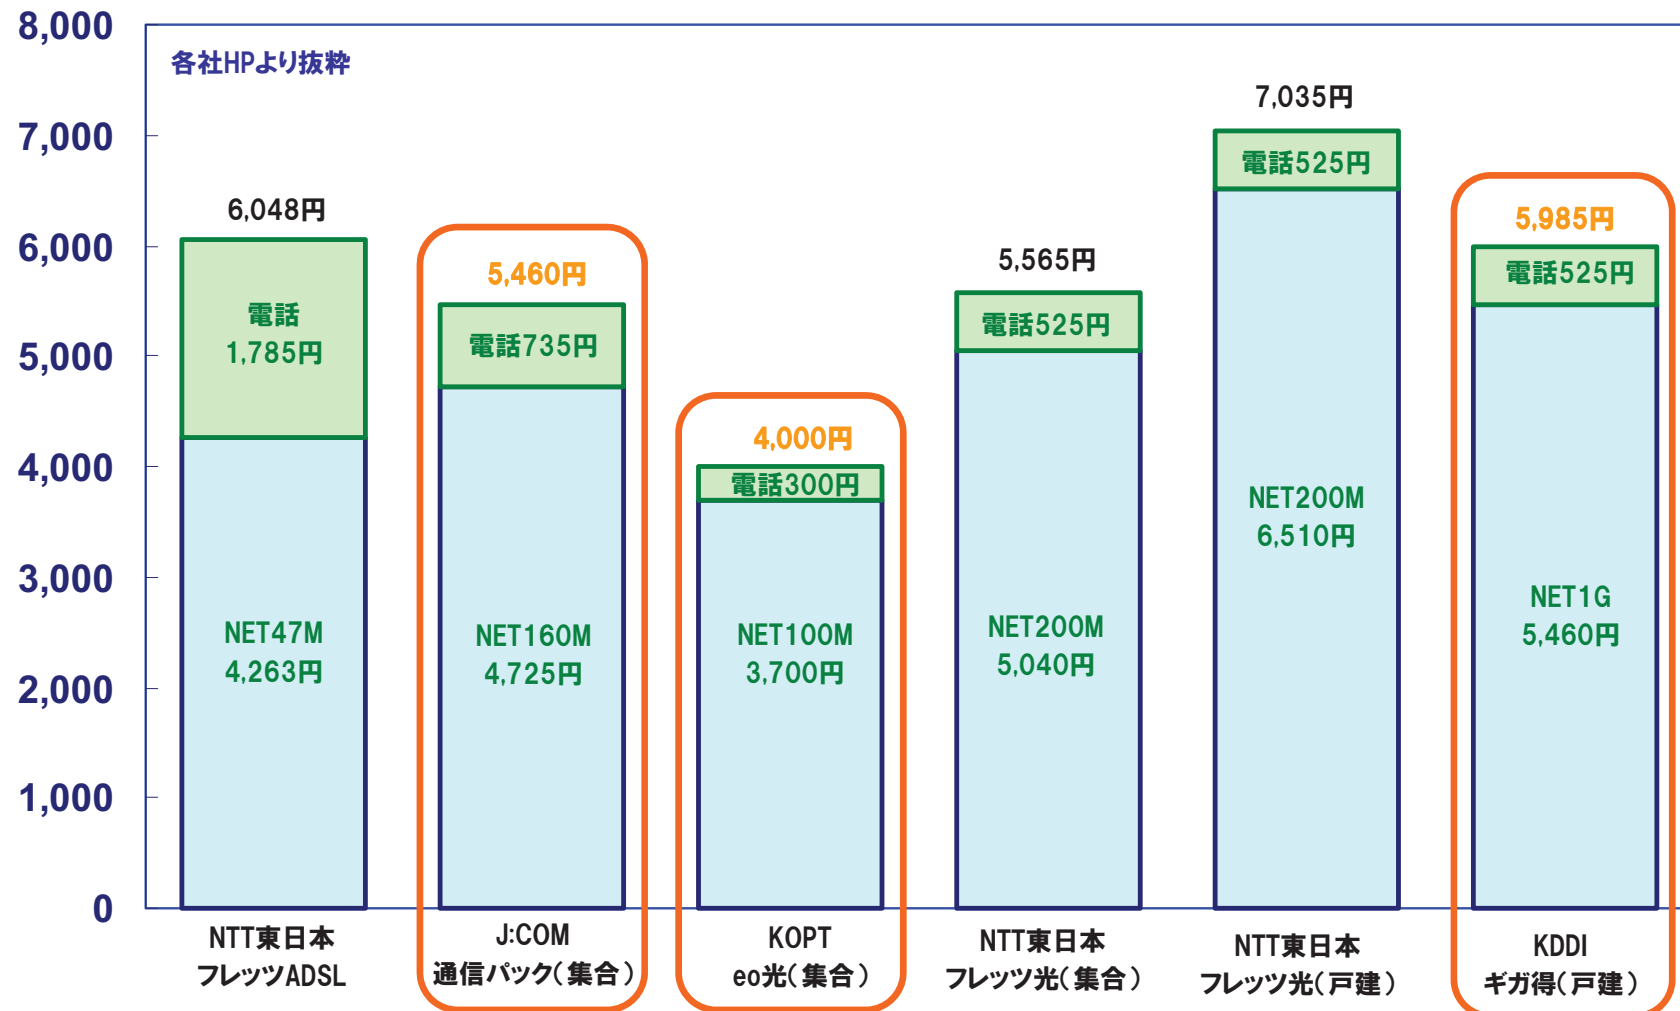 8,000
7,000
6,000
5,000
4,000
3,000
2,000
1,000
0
各社HPより抜粋
6,048円
電話
1,785円
NET47M
4,263円
NTT東日本
フレッツADSL
5,460円
電話735円
NET160M
4,725円
J:COM
通信パック(集合)
4,000円
電話300円
NET100M
3,700円
KOPT
eo光(集合)
5,565円
電話525円
NET200M
5,040円
NTT東日本
フレッツ光(集合)
7,035円
電話525円
NET200M
6,510円
NTT東日本
フレッツ光(戸建)
5,985円
電話525円
NET1G
5,460円
KDDI
ギガ得(戸建)